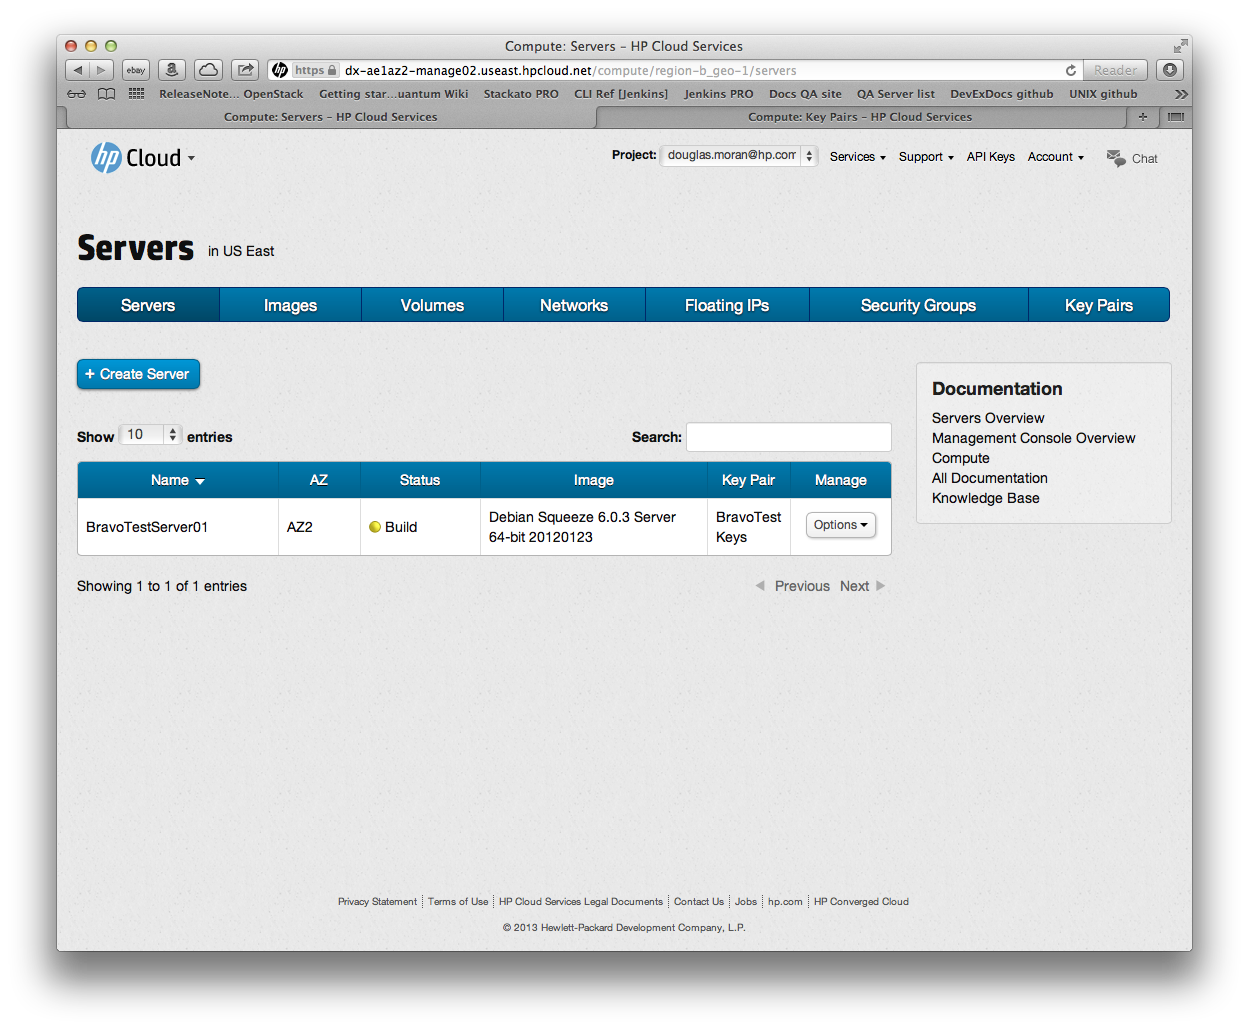 Compute: Servers – HP Cloud Services
ebay
a
hp
https
dx-ae1az2-manage02.useast.hpcloud.net/compute/region-b_geo-1/servers
Reader
ReleaseNote... OpenStack
Getting star...uantum Wiki
Stackato PRO
CLI Ref [Jenkins]
Jenkins PRO
Docs QA site
QA Server list
DevExDocs github
UNIX github
Compute: Servers – HP Cloud Services
Compute: Key Pairs – HP Cloud Services
hp Cloud
Project: douglas.moran@hp.com
Services
Support
API Keys
Account
Chat
Servers in US East
Servers
Images
Volumes
Networks
Floating IPs
Security Groups
Key Pairs
+ Create Server
Show 10 entries
Search:
Name
AZ
Status
Image
Key Pair
Manage
BravoTestServer01
AZ2
Build
Debian Squeeze 6.0.3 Server
64-bit 20120123
BravoTest
Keys
Options
Showing 1 to 1 of 1 entries
Previous
Next
Documentation
Servers Overview
Management Console Overview
Compute
All Documentation
Knowledge Base
Privacy Statement
Terms of Use
HP Cloud Services Legal Documents
Contact Us
Jobs
hp.com
HP Converged Cloud
© 2013 Hewlett-Packard Development Company, L.P.